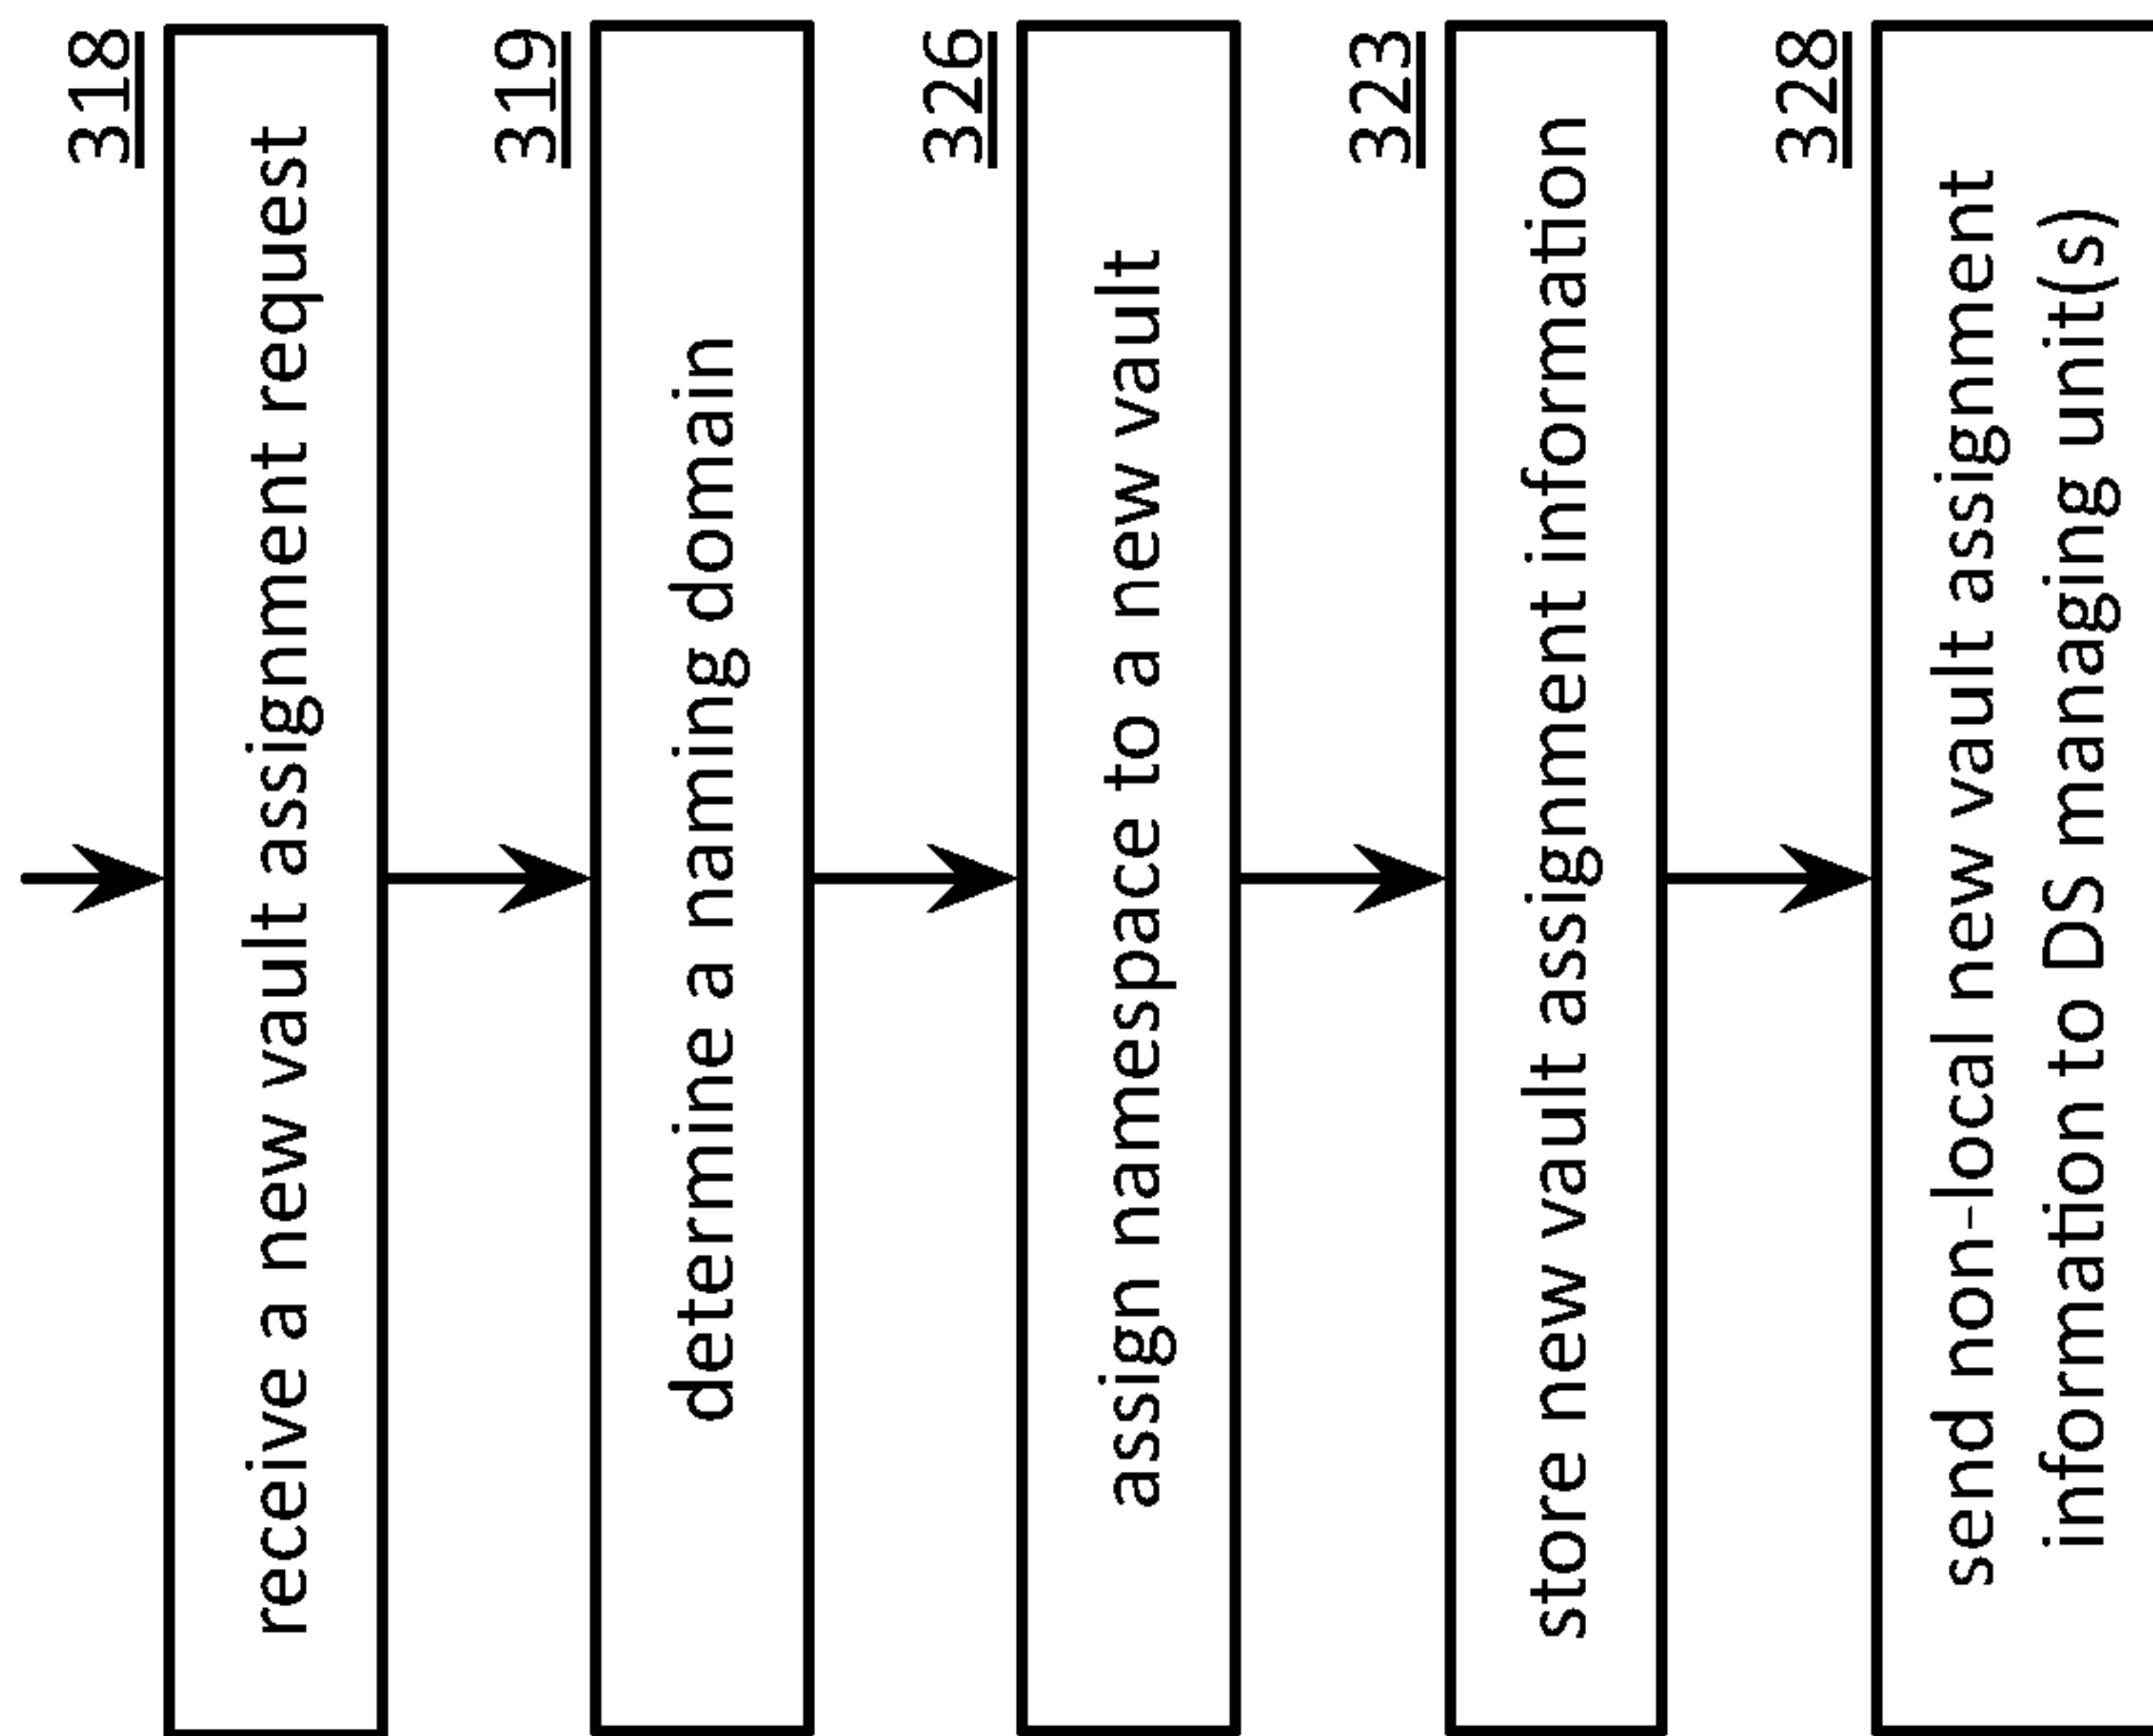 318
receive a new vault assignment request
319
determine a naming domain
326
assign namespace to a new vault
323
store new vault assignment information
328
send non-local new vault assignment
information to DS managing unit(s)